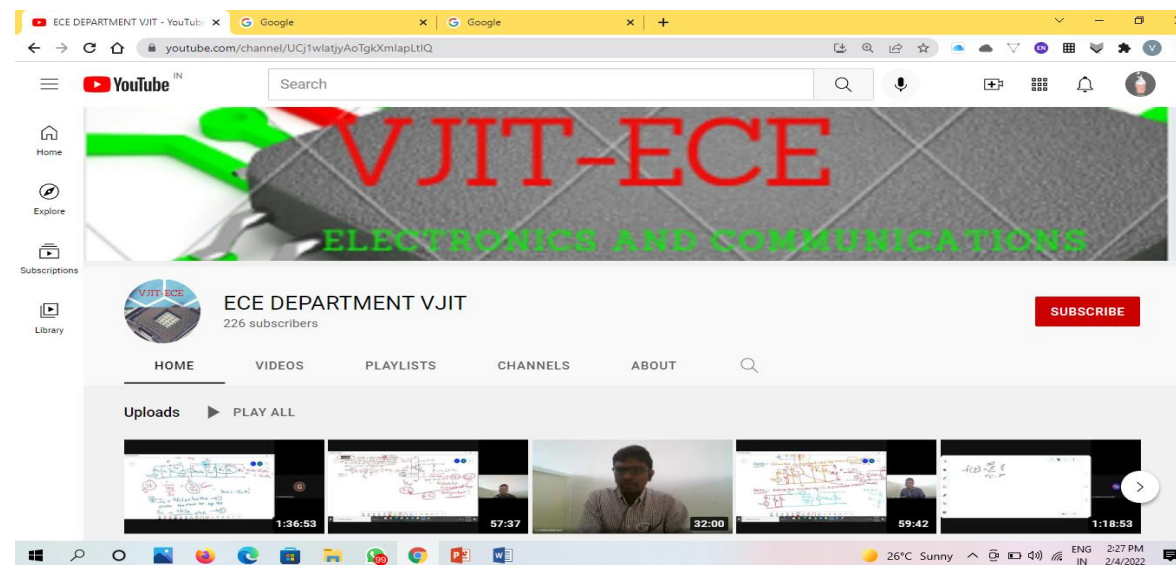 ECE DEPARTMENT VJIT - YouTube
Google
Google
youtube.com/channel/UCj1wlatjyAoTgkXmlapLtlQ
YouTube IN
Search
VJIT-ECE
ELECTRONICS AND COMMUNICATIONS
Home
Explore
Subscriptions
Library
VJIT-ECE
ECE DEPARTMENT VJIT
226 subscribers
SUBSCRIBE
HOME VIDEOS PLAYLISTS CHANNELS ABOUT
Uploads PLAY ALL
1:36:53
57:37
32:00
59:42
1:18:53
99
26°C Sunny
ENG
IN
2:27 PM
2/4/2022